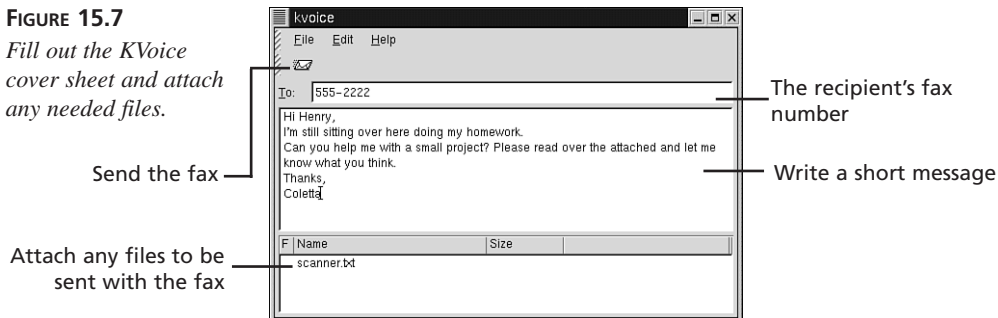 FIGURE 15.7
Fill out the KVoice
cover sheet and attach
any needed files.
Send the fax
Attach any files to be
sent with the fax
kvoice
File Edit Help
To: 555-2222
Hi Henry,
I'm still sitting over here doing my homework.
Can you help me with a small project? Please read over the attached and let me
know what you think.
Thanks,
Coletta
F Name Size
scanner.txt
The recipient's fax
number
Write a short message